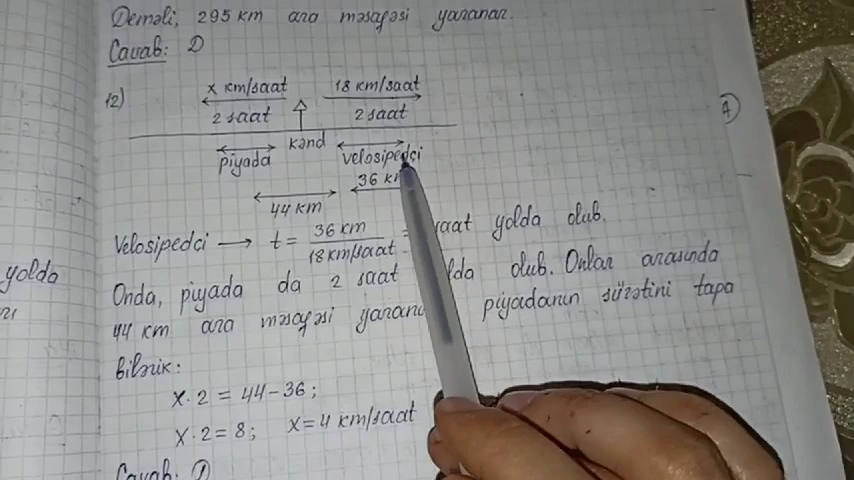 Deməli, 295 km ara məsafəsi yaranar.
Cavab: D
12)
x km/saat 18 km/saat
2 saat 2 saat
kənd
piyada velosipedçi
36 km
44 km
Velosipedçi → t = 36 km / 18 km/saat = saat yolda olub.
Onda, piyada da 2 saat olub. Onlar arasında
44 km ara məsafəsi piyadanın sürətini tapa
bilərik:
x · 2 = 44 - 36;
x · 2 = 8; x = 4 km/saat
Cavab: D
yolda
A